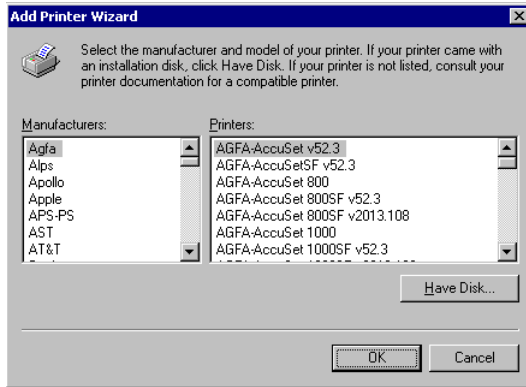 Add Printer Wizard
Select the manufacturer and model of your printer. If your printer came with
an installation disk, click Have Disk. If your printer is not listed, consult your
printer documentation for a compatible printer.
Manufacturers:
Printers:
Agfa
Alps
Apollo
Apple
APS-PS
AST
AT&T
AGFA-AccuSet v52.3
AGFA-AccuSetSF v52.3
AGFA-AccuSet 800
AGFA-AccuSet 800SF v52.3
AGFA-AccuSet 800SF v2013.108
AGFA-AccuSet 1000
AGFA-AccuSet 1000SF v52.3
Have Disk...
OK
Cancel